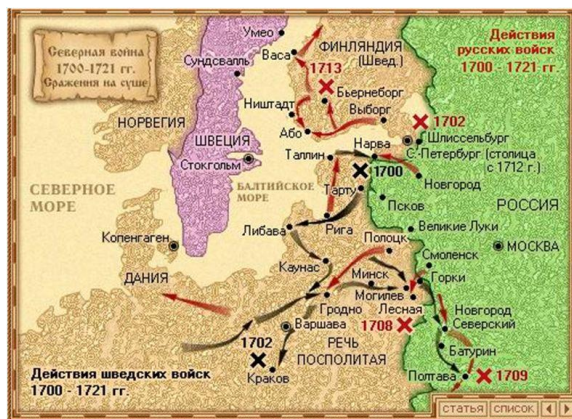 Северная война
1700-1721 гг.
Сражения на суше
Действия
русских войск
1700 - 1721 гг.
Умео
Васа
ФИНЛЯНДИЯ
(Швед.)
Сундсвалль
1713
Бьернеборг
Ништадт
Выборг
1702
НОРВЕГИЯ
Або
Шлиссельбург
ШВЕЦИЯ
Нарва
С.-Петербург (столица
с 1712 г.)
Таллин
Стокгольм
1700
СЕВЕРНОЕ
МОРЕ
БАЛТИЙСКОЕ
МОРЕ
Тарту
Новгород
Псков
РОССИЯ
Рига
Либава
Великие Луки
Копенгаген
Полоцк
МОСКВА
Каунас
Смоленск
ДАНИЯ
Минск
Горки
Гродно
Могилев
Лесная
Новгород
Северский
Варшава
1708
1702
РЕЧЬ
ПОСПОЛИТАЯ
Батурин
Действия шведских войск
1700 - 1721 гг.
Краков
Полтава
1709
статья
список